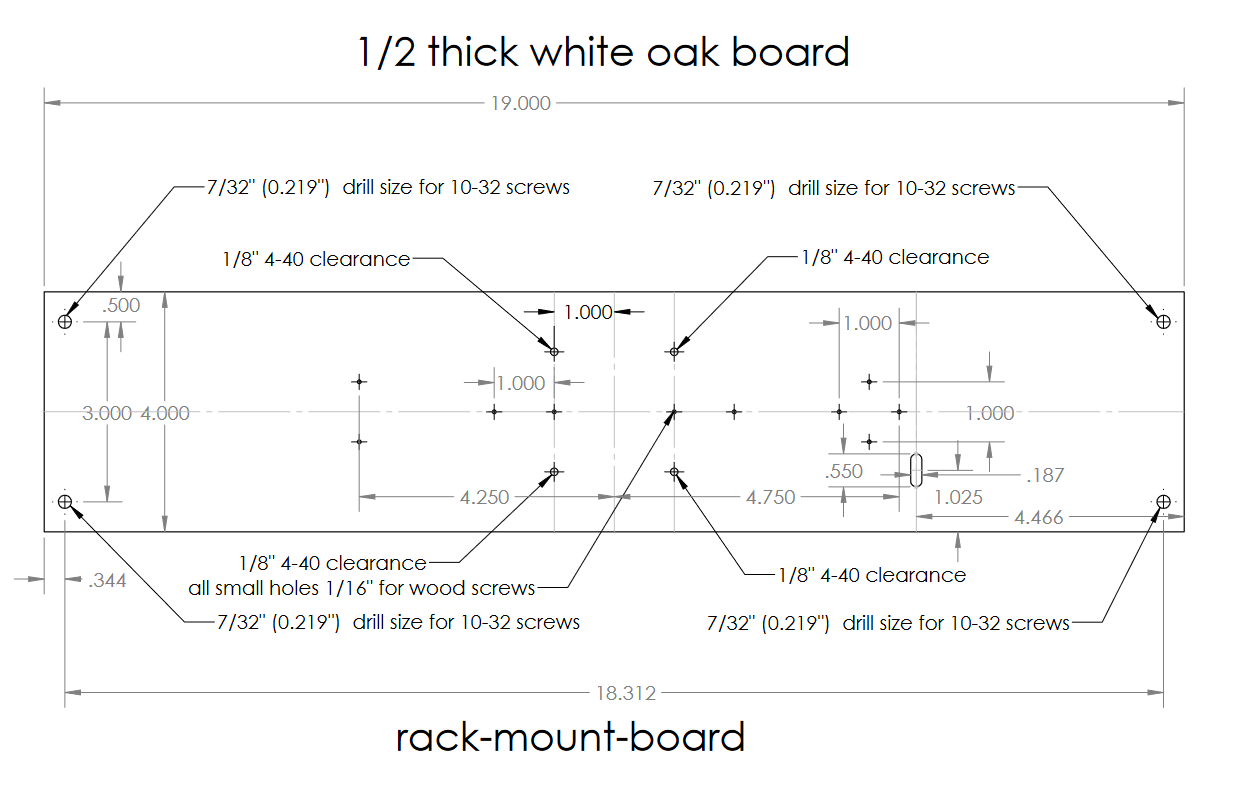 1/2 thick white oak board
19.000
7/32" (0.219")  drill size for 10-32 screws
7/32" (0.219")  drill size for 10-32 screws
1/8" 4-40 clearance
1/8" 4-40 clearance
.500
1.000
1.000
1.000
3.000
4.000
1.000
.550
.187
4.250
4.750
1.025
4.466
1/8" 4-40 clearance
1/8" 4-40 clearance
.344
all small holes 1/16" for wood screws
7/32" (0.219")  drill size for 10-32 screws
7/32" (0.219")  drill size for 10-32 screws
18.312
rack-mount-board